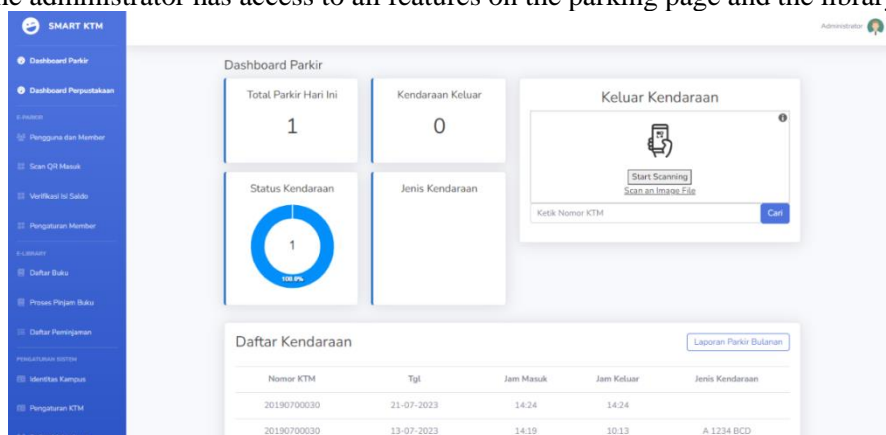 he administrator has access to all features on the parking page and the library
SMART KTM
Administrator
Dashboard Parkir
Dashboard Perpustakaan
E-PARKIR
Pengguna dan Member
Scan QR Masuk
Verifikasi Isi Saldo
Pengaturan Member
E-LIBRARY
Daftar Buku
Proses Pinjam Buku
Daftar Peminjaman
PENGATURAN SISTEM
Identitas Kampus
Pengaturan KTM
Dashboard Parkir
Total Parkir Hari Ini
1
Kendaraan Keluar
0
Status Kendaraan
1
100.0%
Jenis Kendaraan
Keluar Kendaraan
Start Scanning
Scan an Image File
Ketik Nomor KTM
Cari
Daftar Kendaraan
Laporan Parkir Bulanan
Nomor KTM Tgl Jam Masuk Jam Keluar Jenis Kendaraan
20190700030 21-07-2023 14:24 14:24
20190700030 13-07-2023 14:19 10:13 A 1234 BCD